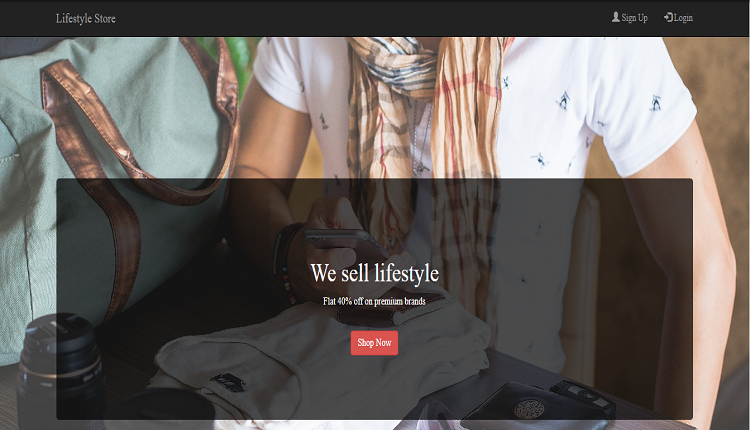 Lifestyle Store
Sign Up
Login
We sell lifestyle
Flat 40% off on premium brands
Shop Now